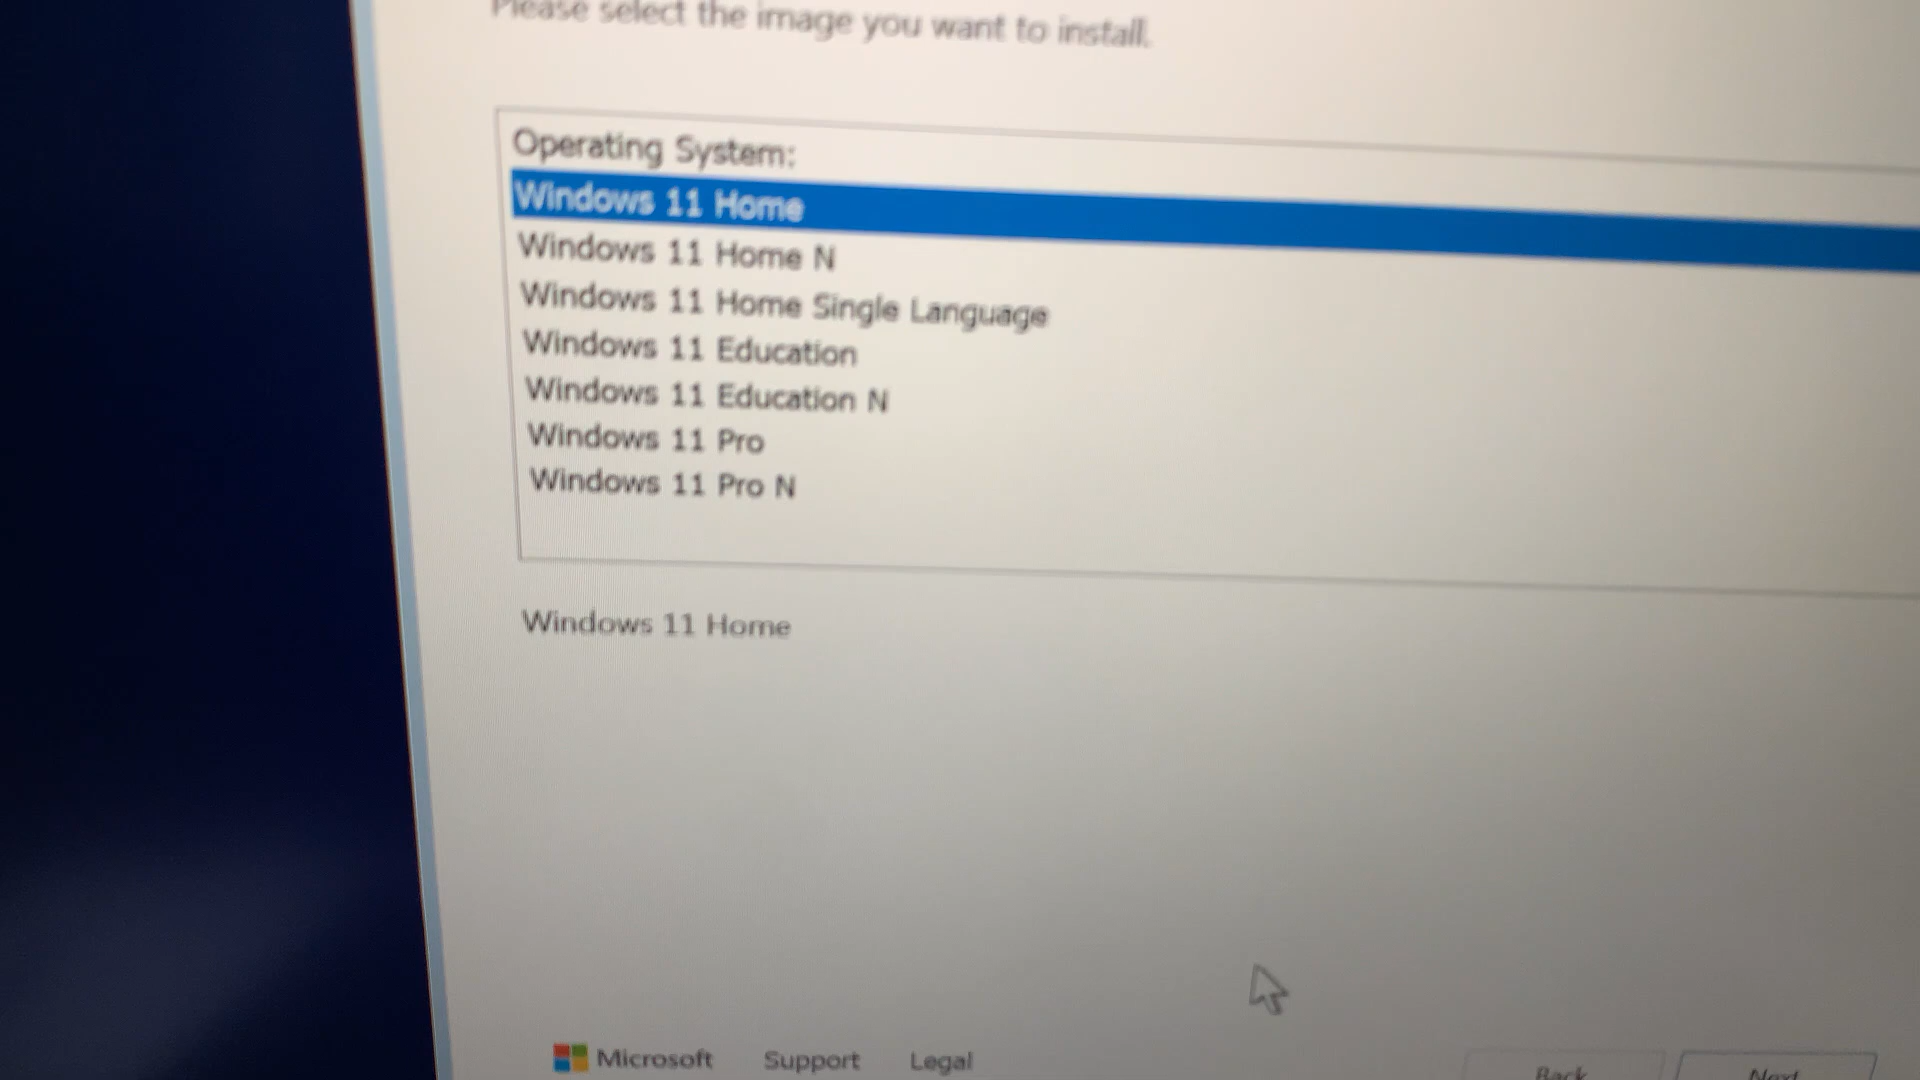 Please select the image you want to install.
Operating System:
Windows 11 Home
Windows 11 Home N
Windows 11 Home Single Language
Windows 11 Education
Windows 11 Education N
Windows 11 Pro
Windows 11 Pro N
Windows 11 Home
Microsoft Support Legal Back Next